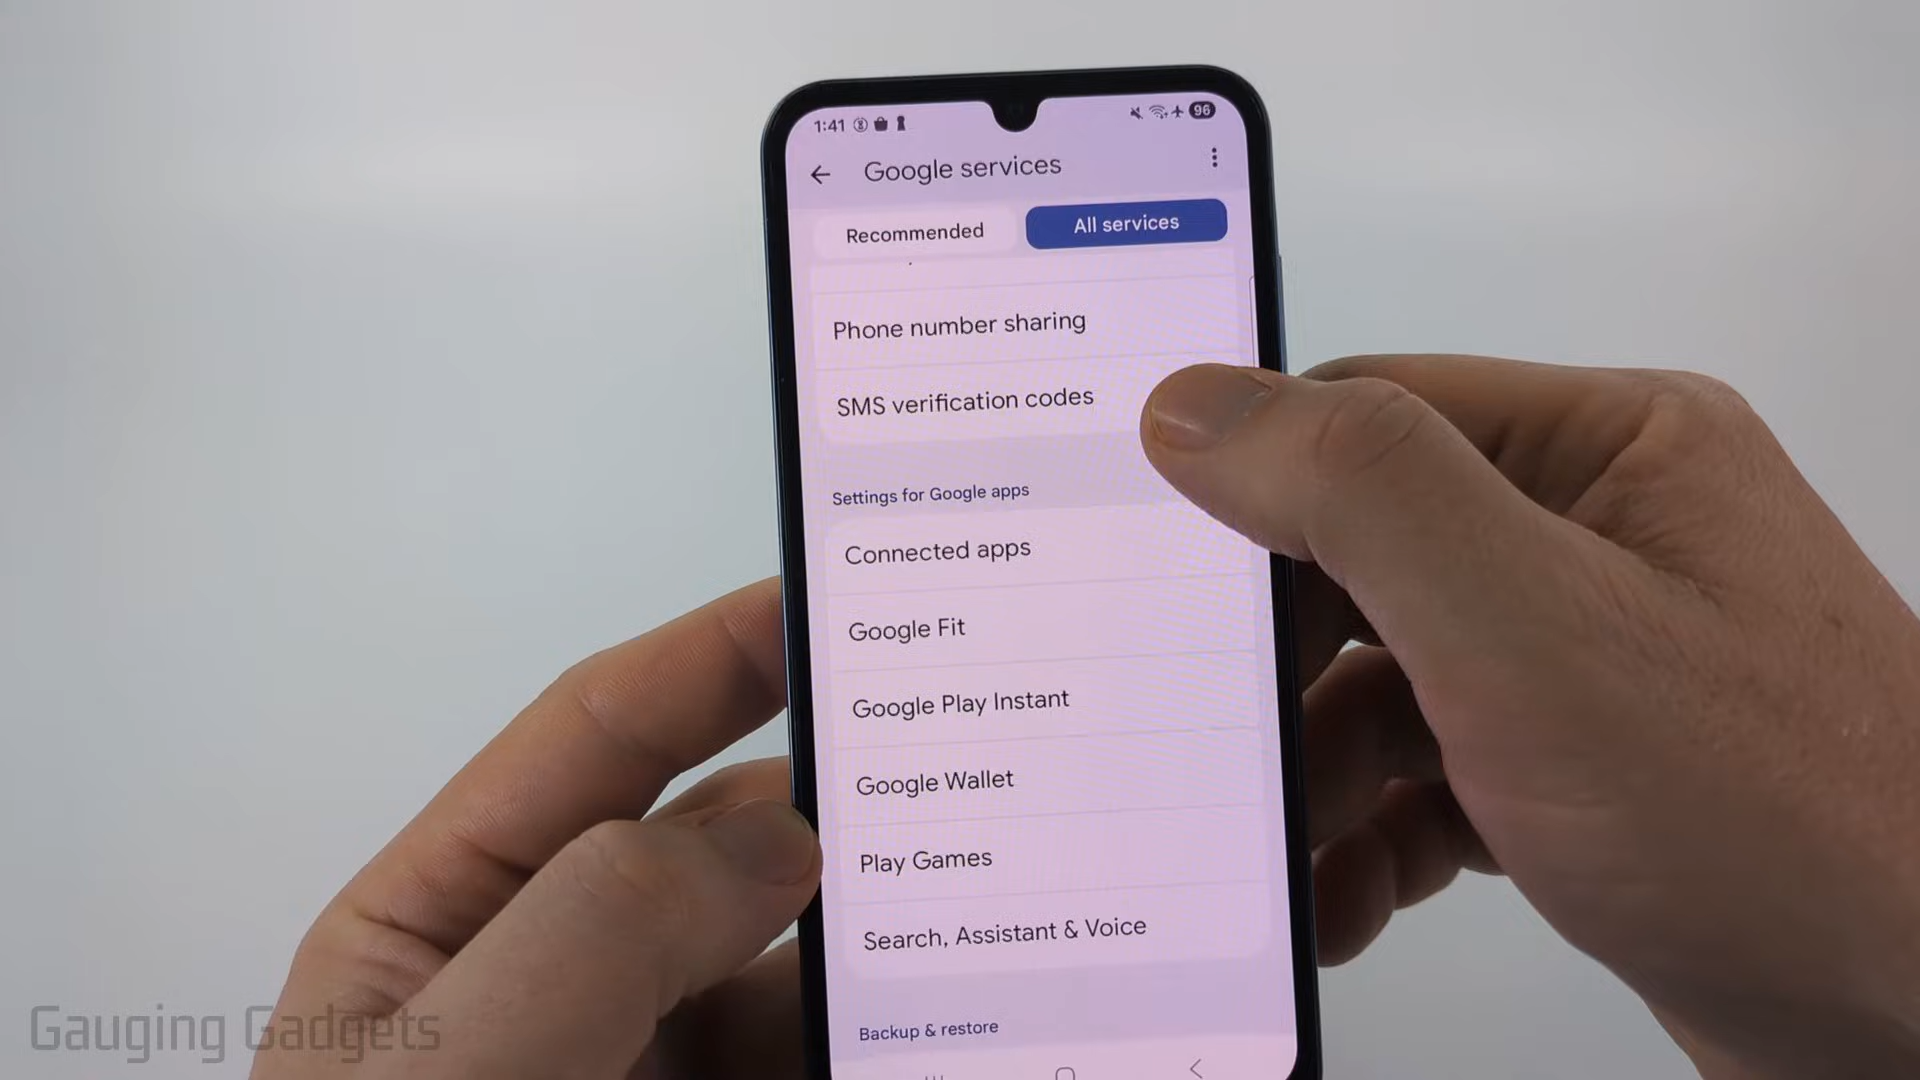 1:41
96
Google services
Recommended
All services
Phone number sharing
SMS verification codes
Settings for Google apps
Connected apps
Google Fit
Google Play Instant
Google Wallet
Play Games
Search, Assistant & Voice
Backup & restore
Gauging Gadgets